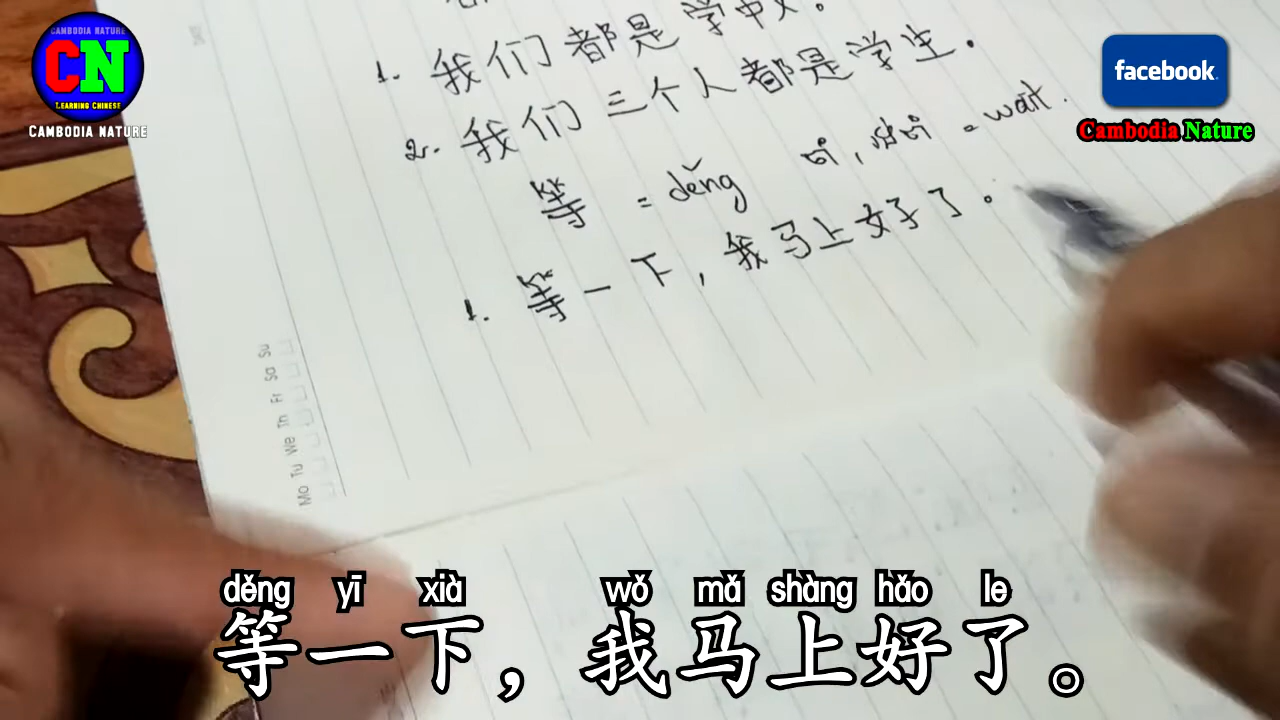 CAMBODIA NATURE
CN
LEARNING CHINESE
CAMBODIA NATURE
facebook
Cambodia Nature
1. 我们都是学中文。
2. 我们三个人都是学生.
等 = děng = wait.
1. 等一下，我马上好了。
Mo Tu We Th Fr Sa Su
děng yī xià wǒ mǎ shàng hǎo le
等一下，我马上好了。